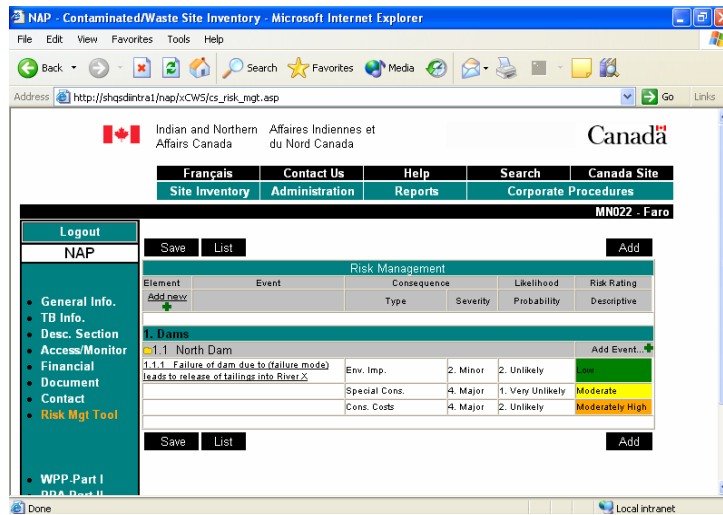 NAP - Contaminated/Waste Site Inventory - Microsoft Internet Explorer
File Edit View Favorites Tools Help
Back Search Favorites Media
Address http://shqsdiintra1/nap/xCWS/cs_risk_mgt.asp Go Links
Indian and Northern Affaires Indiennes et
Affairs Canada du Nord Canada
Canada
Français Contact Us Help Search Canada Site
Site Inventory Administration Reports Corporate Procedures
MN022 - Faro
Logout
NAP
General Info.
TB Info.
Desc. Section
Access/Monitor
Financial
Document
Contact
Risk Mgt Tool
WPP-Part I
PPA-Part II
Save List Add
Risk Management
Element Event Consequence Likelihood Risk Rating
Add new Type Severity Probability Descriptive
1. Dams
1.1 North Dam Add Event...
1.1.1 Failure of dam due to (failure mode)
leads to release of tailings into River X
Env. Imp. 2. Minor 2. Unlikely Low
Special Cons. 4. Major 1. Very Unlikely Moderate
Cons. Costs 4. Major 2. Unlikely Moderately High
Save List Add
Done Local intranet